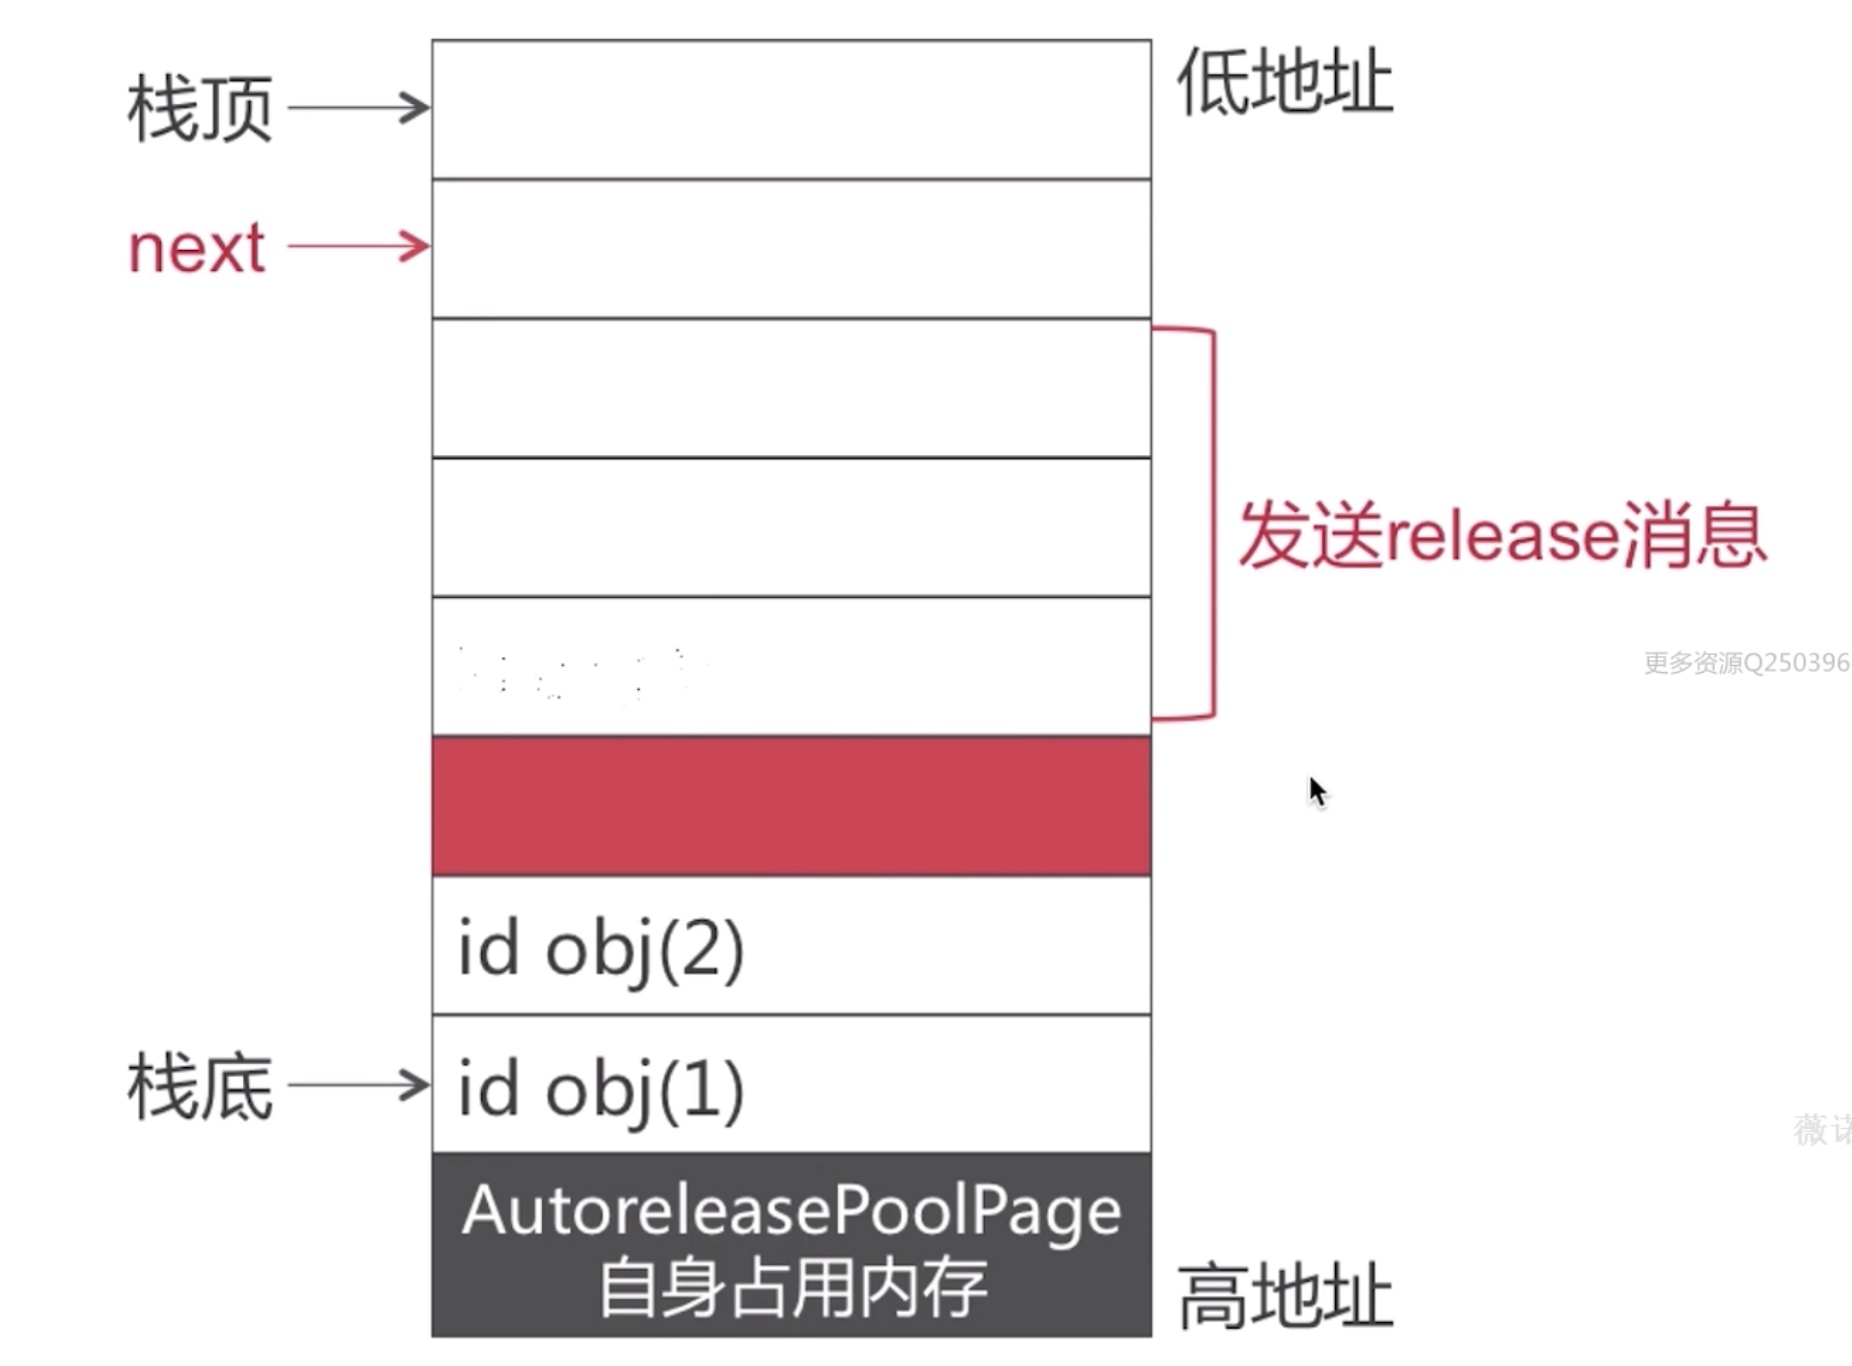 栈顶
低地址
next
发送release消息
更多资源Q250396
id obj(2)
栈底
id obj(1)
薇诺
AutoreleasePoolPage
自身占用内存
高地址